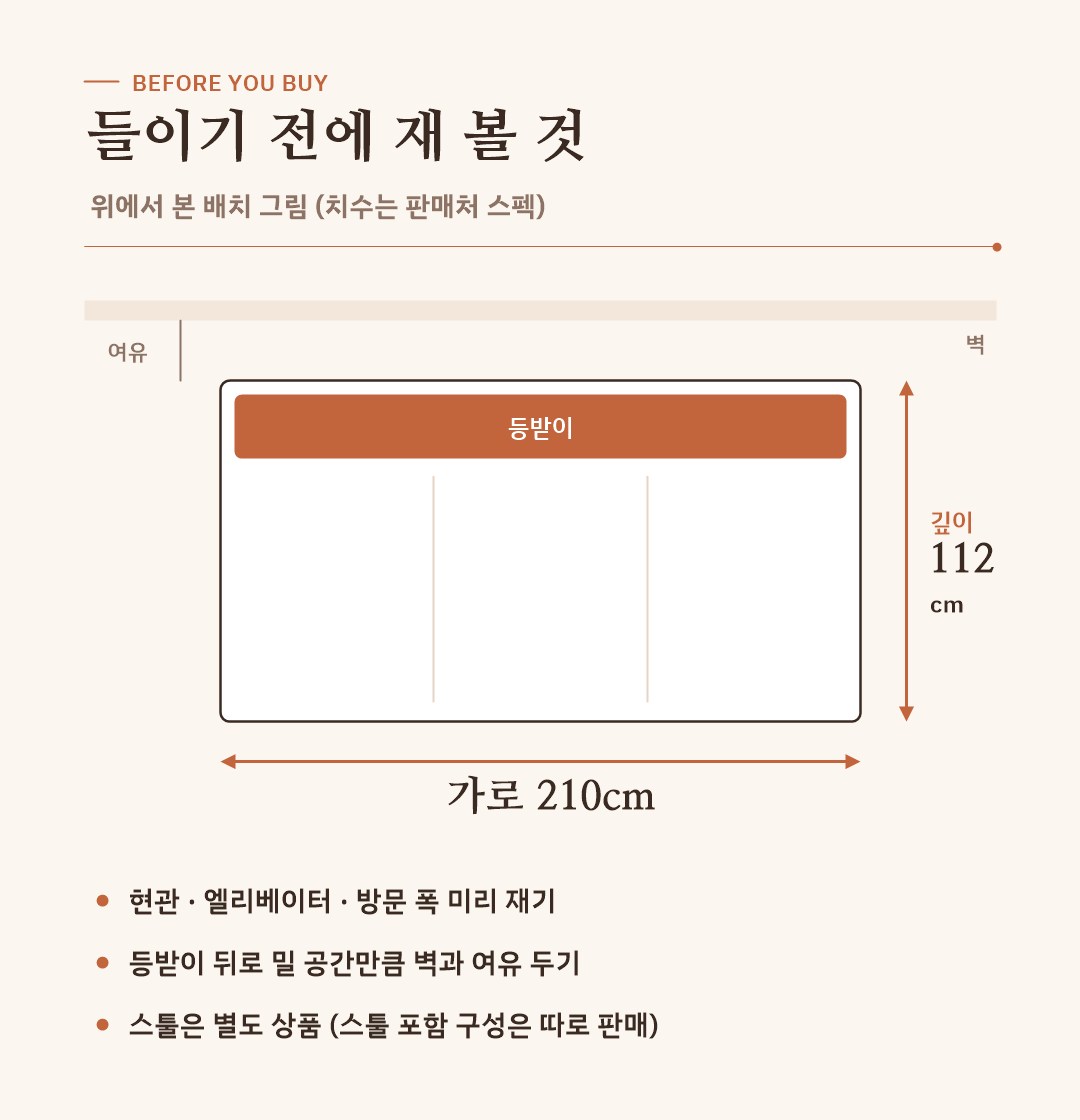 BEFORE YOU BUY
들이기 전에 재 볼 것
위에서 본 배치 그림 (치수는 판매처 스펙)
여유
벽
등받이
깊이
112
cm
가로 210cm
현관 · 엘리베이터 · 방문 폭 미리 재기
등받이 뒤로 밀 공간만큼 벽과 여유 두기
스툴은 별도 상품 (스툴 포함 구성은 따로 판매)